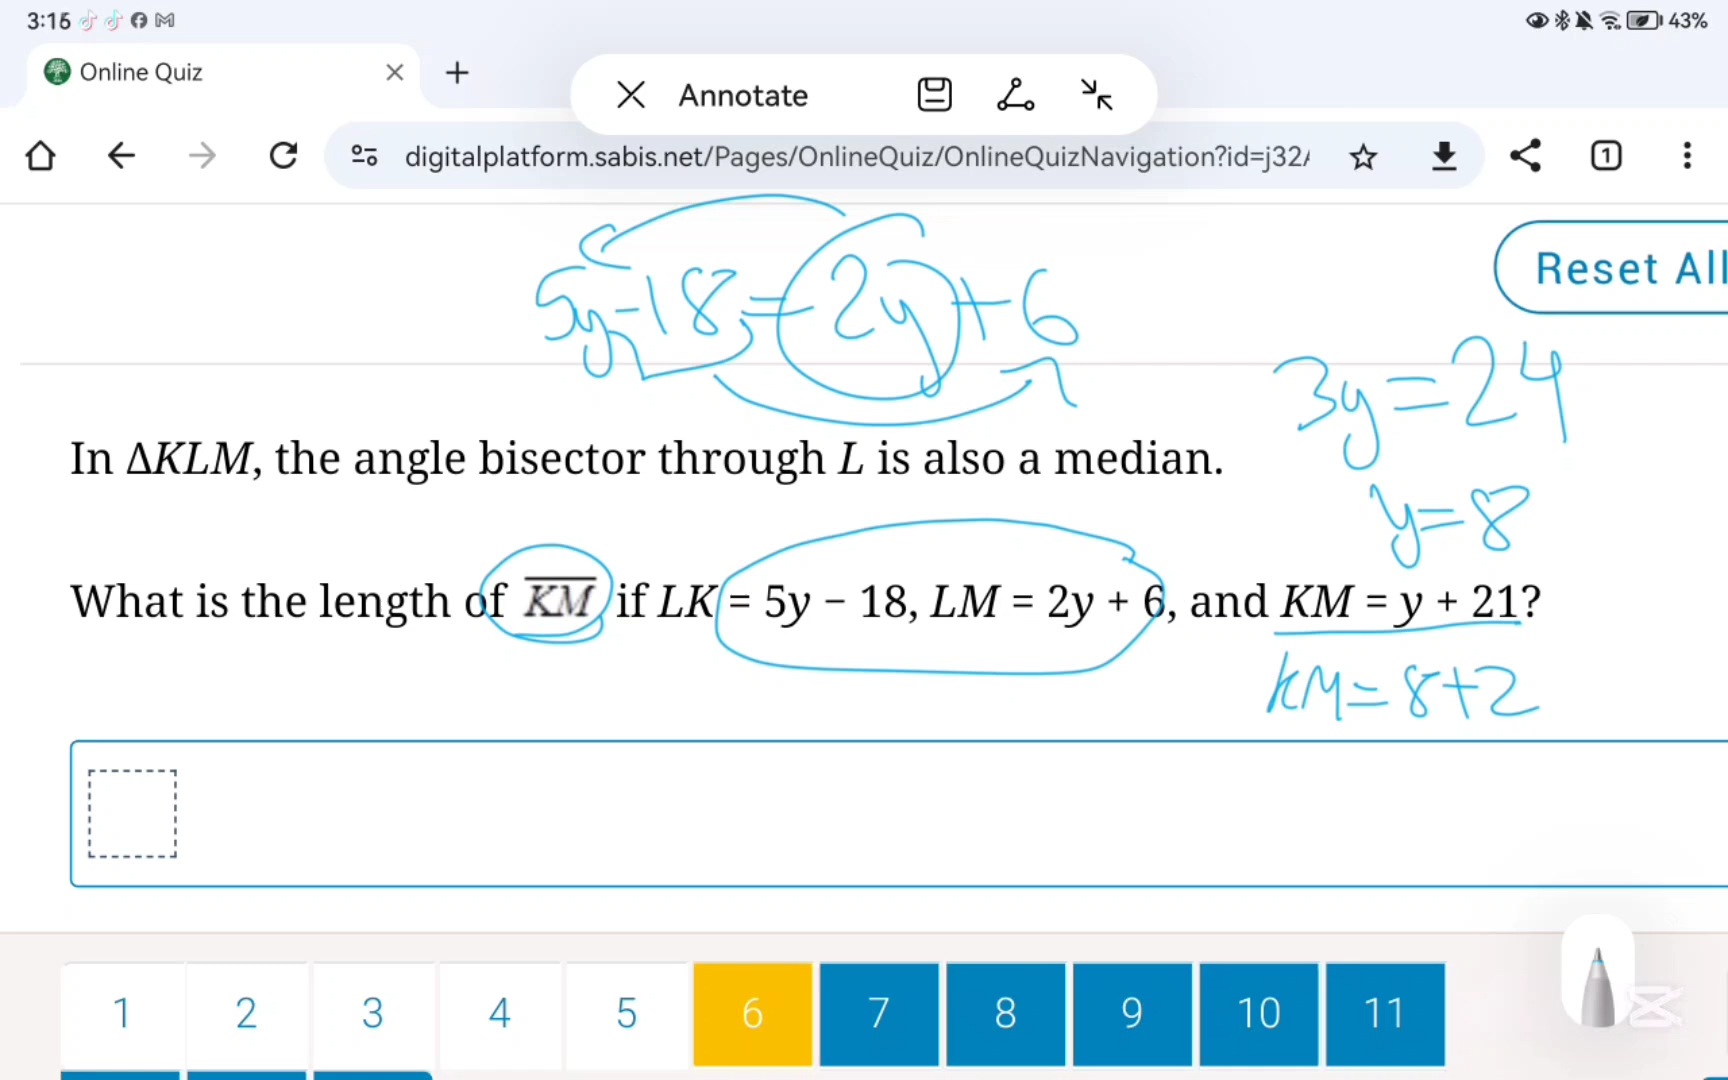 3:15
43%
Online Quiz
Annotate
digitalplatform.sabis.net/Pages/OnlineQuiz/OnlineQuizNavigation?id=j32
1
Reset All
5y-18=2y+6
3y=24
In ΔKLM, the angle bisector through L is also a median.
y=8
What is the length of KM if LK = 5y − 18, LM = 2y + 6, and KM = y + 21?
KM=8+2
1 2 3 4 5 6 7 8 9 10 11